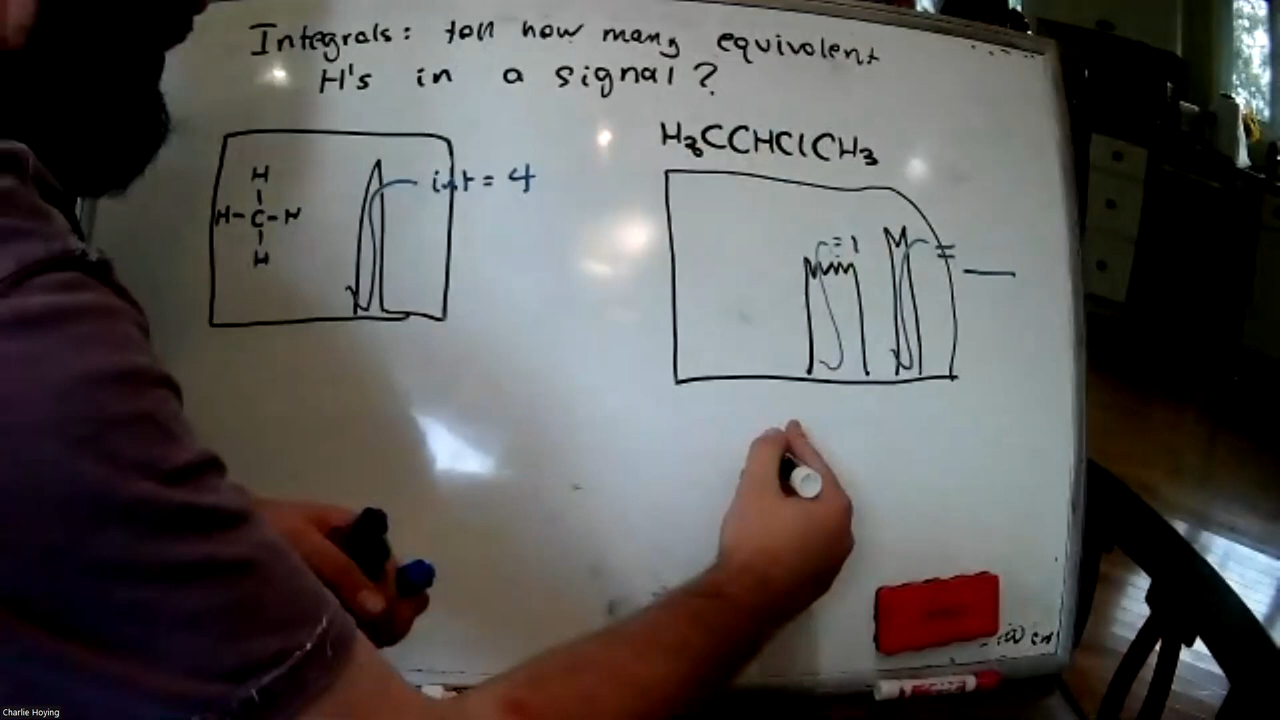 Integrals: tell how many equivalent
H's in a signal?
H
H-C-H
H
int = 4
H3CCHClCH3
=1
=
Charlie Hoying